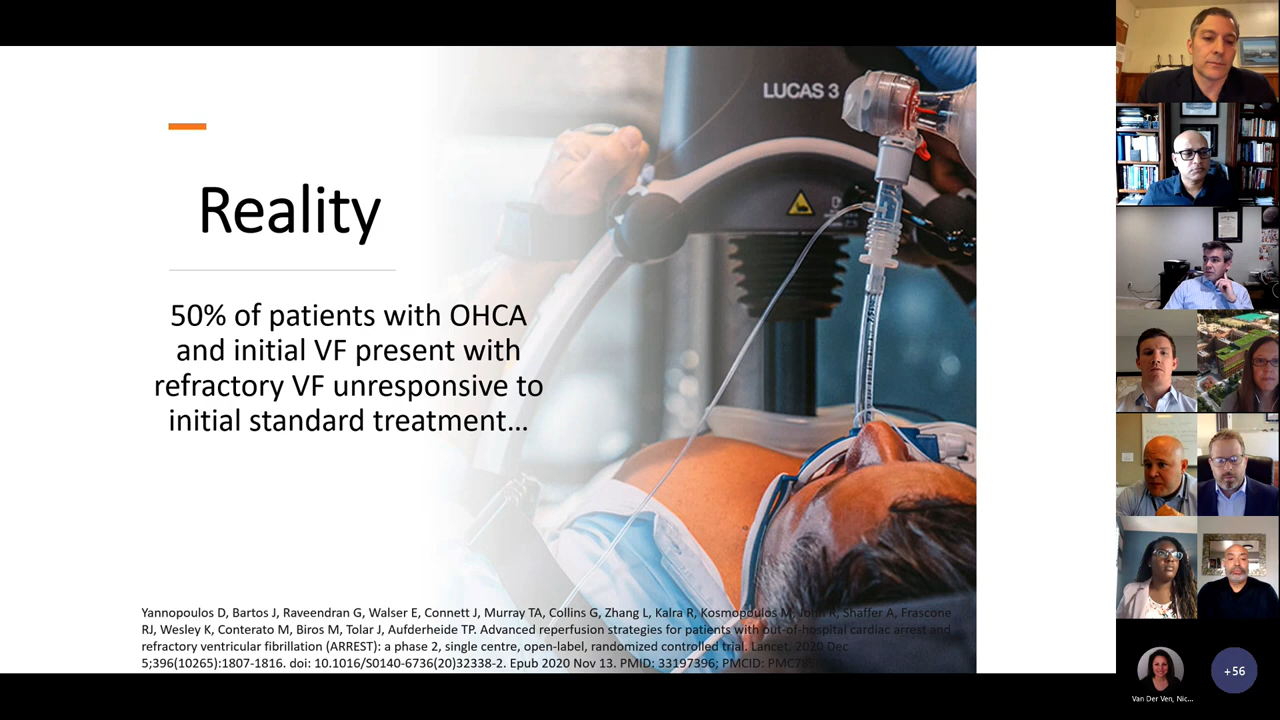 LUCAS 3
Reality
50% of patients with OHCA
and initial VF present with
refractory VF unresponsive to
initial standard treatment...
Yannopoulos D, Bartos J, Raveendran G, Walser E, Connett J, Murray TA, Collins G, Zhang L, Kalra R, Kosmopoulos M, John R, Shaffer A, Frascone
RJ, Wesley K, Conterato M, Biros M, Tolar J, Aufderheide TP. Advanced reperfusion strategies for patients with out-of-hospital cardiac arrest and
refractory ventricular fibrillation (ARREST): a phase 2, single centre, open-label, randomized controlled trial. Lancet. 2020 Dec
5;396(10265):1807-1816. doi: 10.1016/S0140-6736(20)32338-2. Epub 2020 Nov 13. PMID: 33197396; PMCID:
Van Der Ven, Nic...
+56